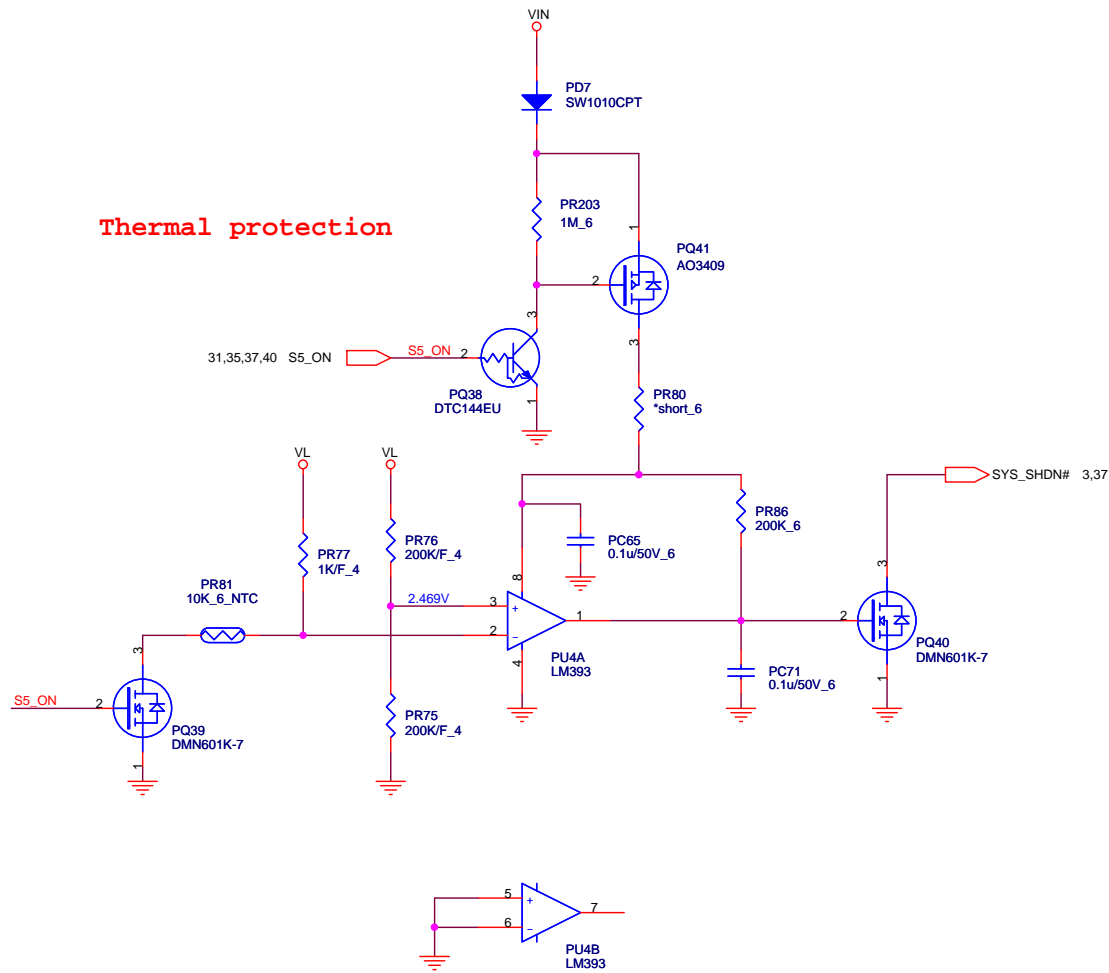 VIN
PD7
SW1010CPT
Thermal protection
PR203
1M_6
1
PQ41
AO3409
2
3
3
31,35,37,40 S5_ON
S5_ON
2
PQ38
DTC144EU
1
PR80
*short_6
VL
VL
SYS_SHDN# 3,37
PR77
1K/F_4
PR76
200K/F_4
PC65
0.1u/50V_6
PR86
200K_6
PR81
10K_6_NTC
2.469V
8
3
+
2
−
1
4
PU4A
LM393
3
2
PQ40
DMN601K-7
1
PC71
0.1u/50V_6
3
S5_ON
2
PQ39
DMN601K-7
1
PR75
200K/F_4
5
+
6
−
7
PU4B
LM393